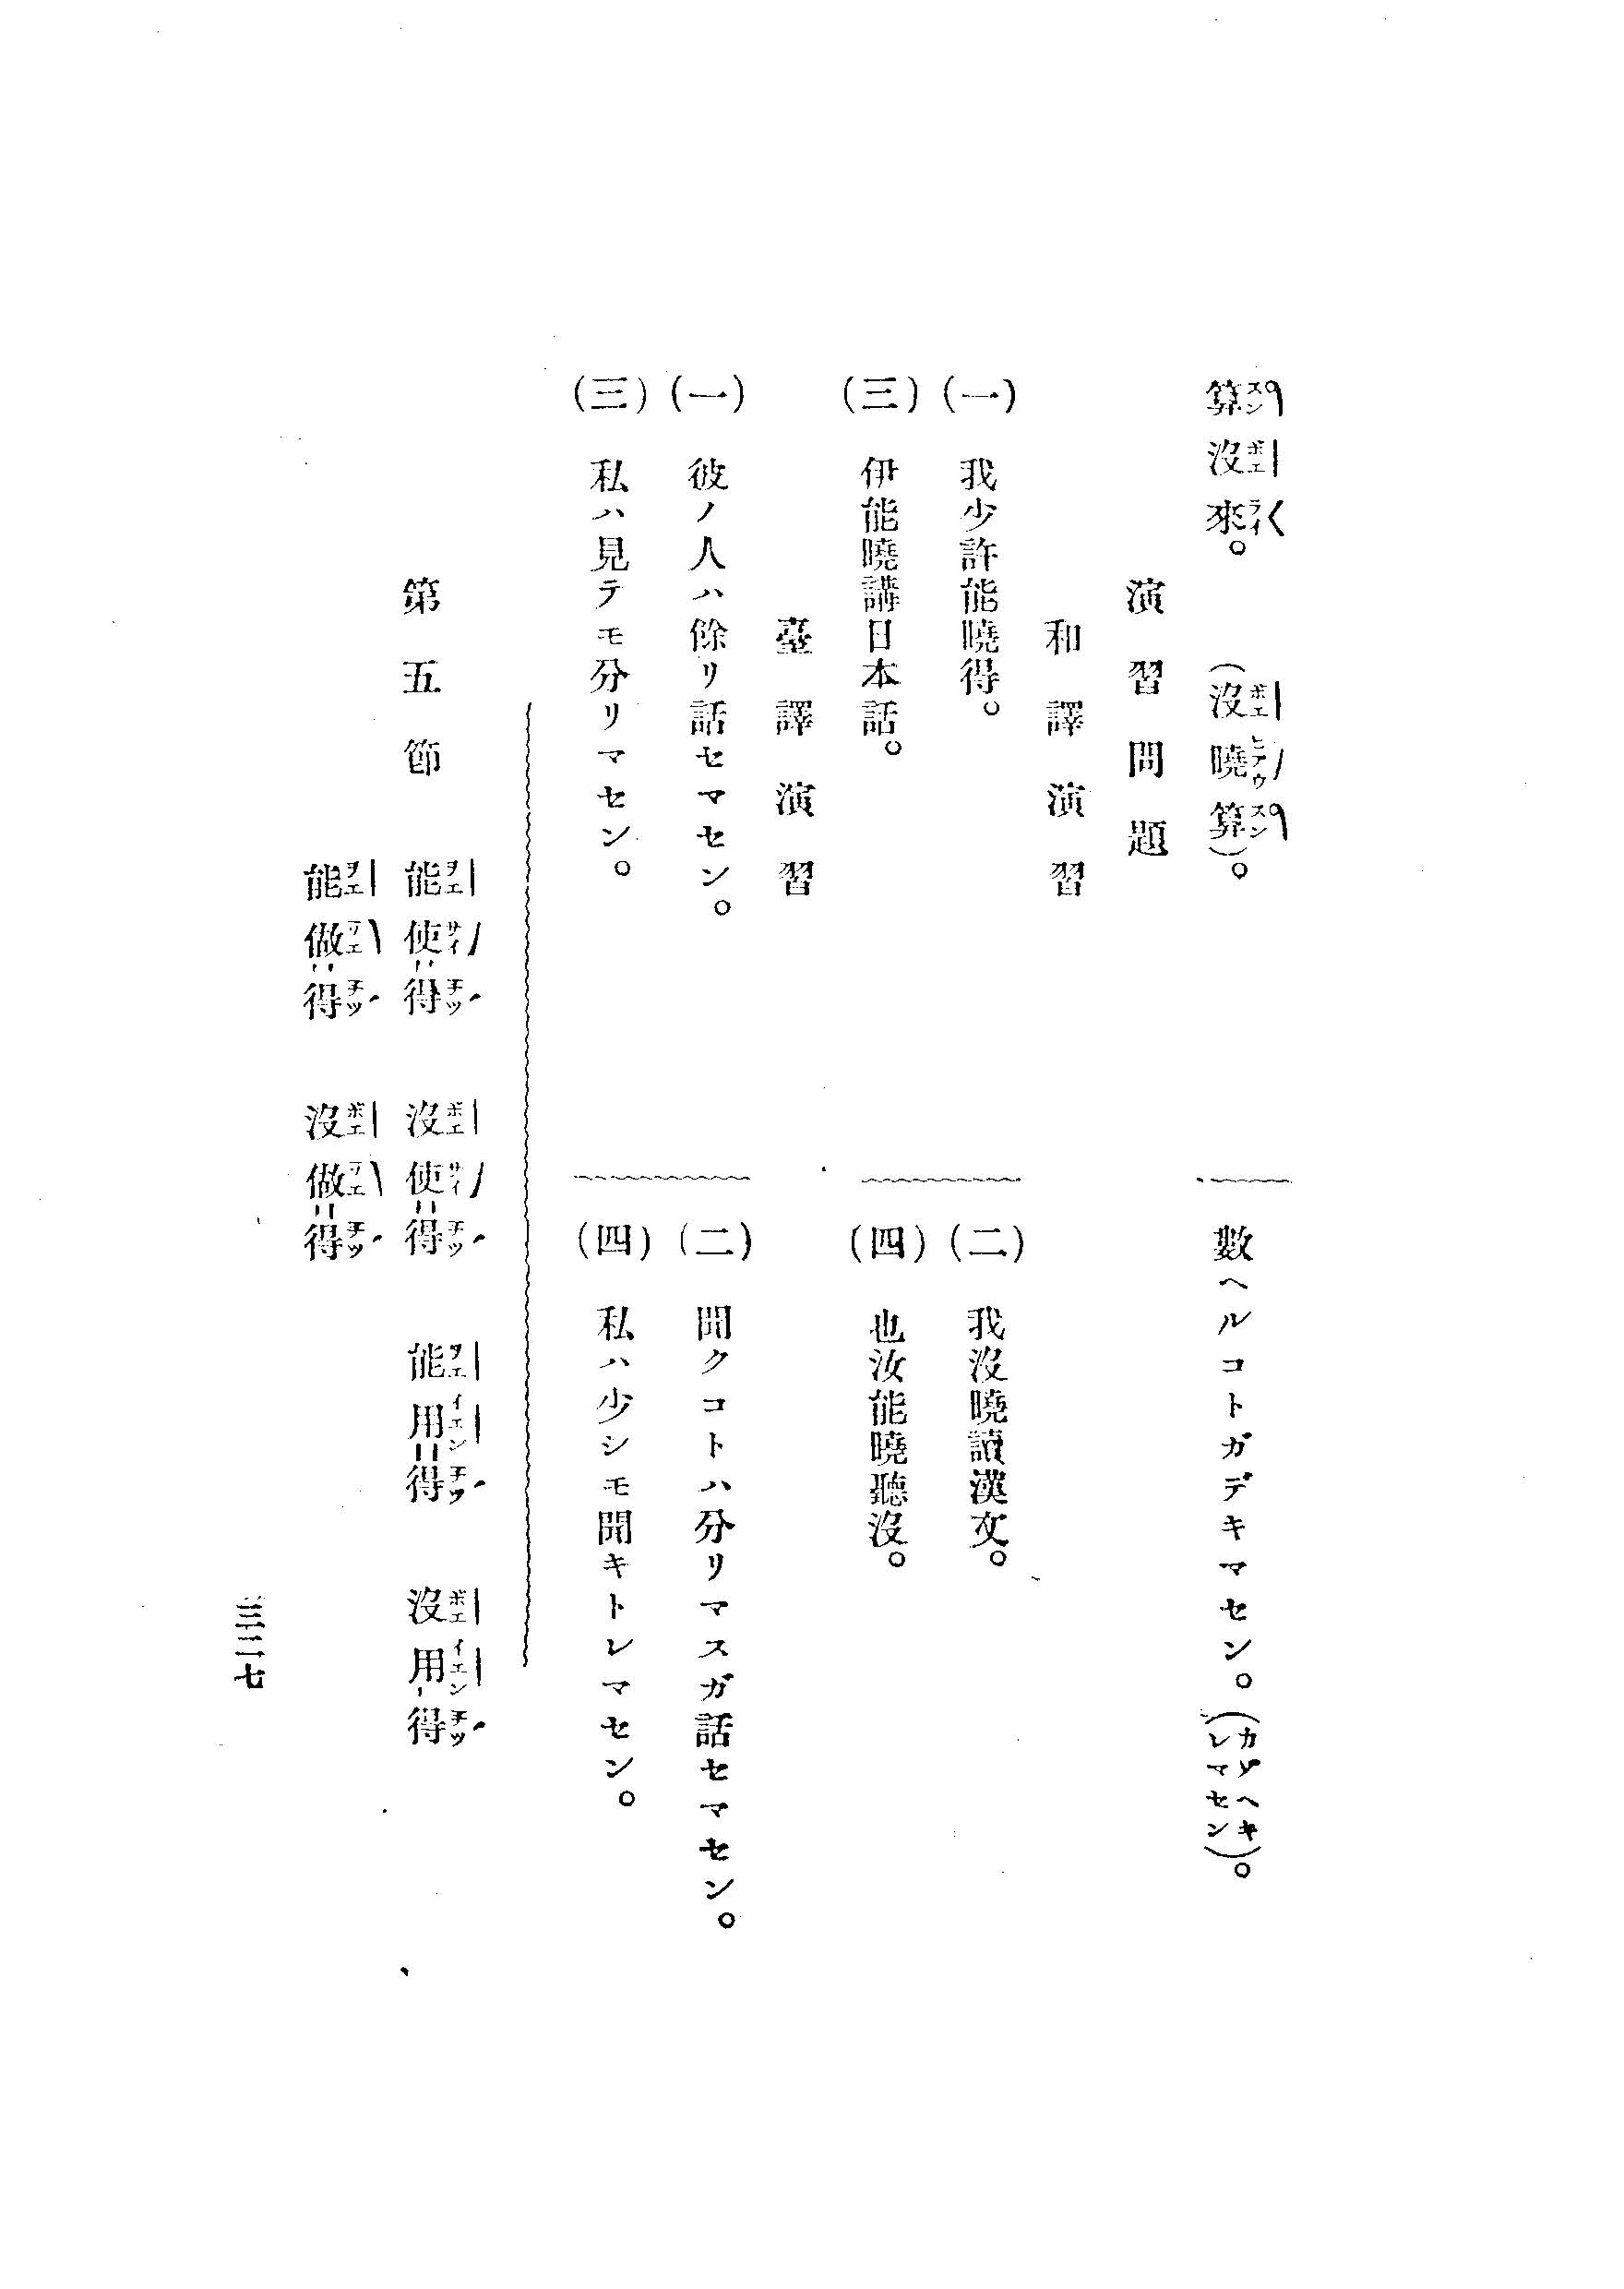 算沒來。（沒曉算）。
數ヘルコトガデキマセン。（カゾヘキレマセン）。
演習問題
和譯演習
（一）我少許能曉得。
（二）我沒曉讀漢文。
（三）伊能曉講日本話。
（四）也汝能曉聽沒。
臺譯演習
（一）彼ノ人ハ餘リ話セマセン。
（二）聞クコトハ分リマスガ話セマセン。
（三）私ハ見テモ分リマセン。
（四）私ハ少シモ聞キトレマセン。
第五節　能使得　沒使得　能用得　沒用得
能做得　沒做得
三二七